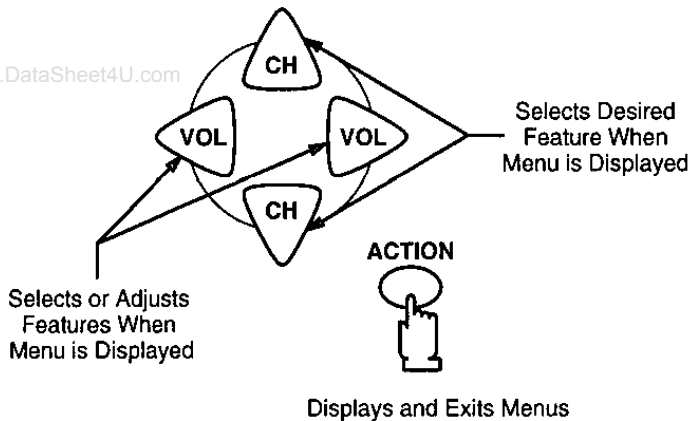 CH
.DataSheet4U.com
VOL
VOL
CH
Selects Desired
Feature When
Menu is Displayed
ACTION
Selects or Adjusts
Features When
Menu is Displayed
Displays and Exits Menus